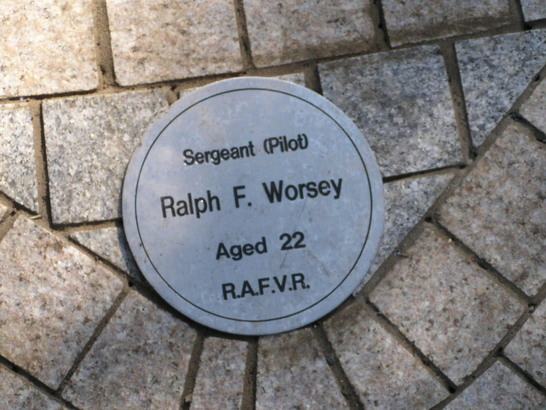 Sergeant (Pilot)
Ralph F. Worsey
Aged 22
R.A.F.V.R.